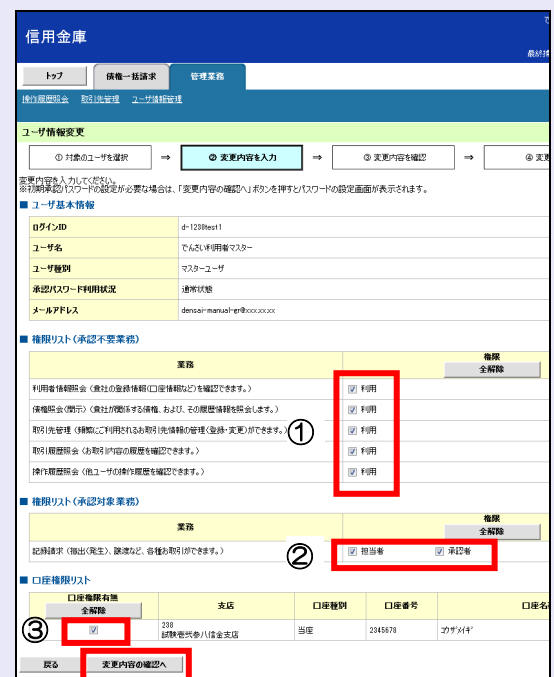 信用金庫
最終操
トップ 債権一括請求 管理業務
操作履歴照会 取引先管理 ユーザ情報管理
ユーザ情報変更
① 対象のユーザを選択 ⇒ ② 変更内容を入力 ⇒ ③ 変更内容を確認 ⇒ ④ 変更
変更内容を入力してください。
※初期承認パスワードの設定が必要な場合は、「変更内容の確認へ」ボタンを押すとパスワードの設定画面が表示されます。
■ ユーザ基本情報
ログインID d-1238test1
ユーザ名 でんさい利用者マスター
ユーザ種別 マスターユーザ
承認パスワード利用状況 通常状態
メールアドレス densai-manual-er@xxx.xx.xx
■ 権限リスト（承認不要業務）
業務 権限
全解除
利用者情報照会（貴社の登録情報(口座情報など)を確認できます。） 利用
債権照会(開示)（貴社が関係する債権、および、その履歴情報を照会します。） 利用
取引先管理（頻繁にご利用されるお取引先情報の管理(登録・変更)ができます。） ① 利用
取引履歴照会（お取引内容の履歴を確認できます。） 利用
操作履歴照会（他ユーザの操作履歴を確認できます。） 利用
■ 権限リスト（承認対象業務）
業務 権限
全解除
記録請求（振出(発生)、譲渡など、各種お取引ができます。） ② 担当者 承認者
■ 口座権限リスト
口座権限有無 支店 口座種別 口座番号 口座名
全解除
③ 238 試験壱弐参八信金支店 当座 2345678 コウザメイギ
戻る 変更内容の確認へ